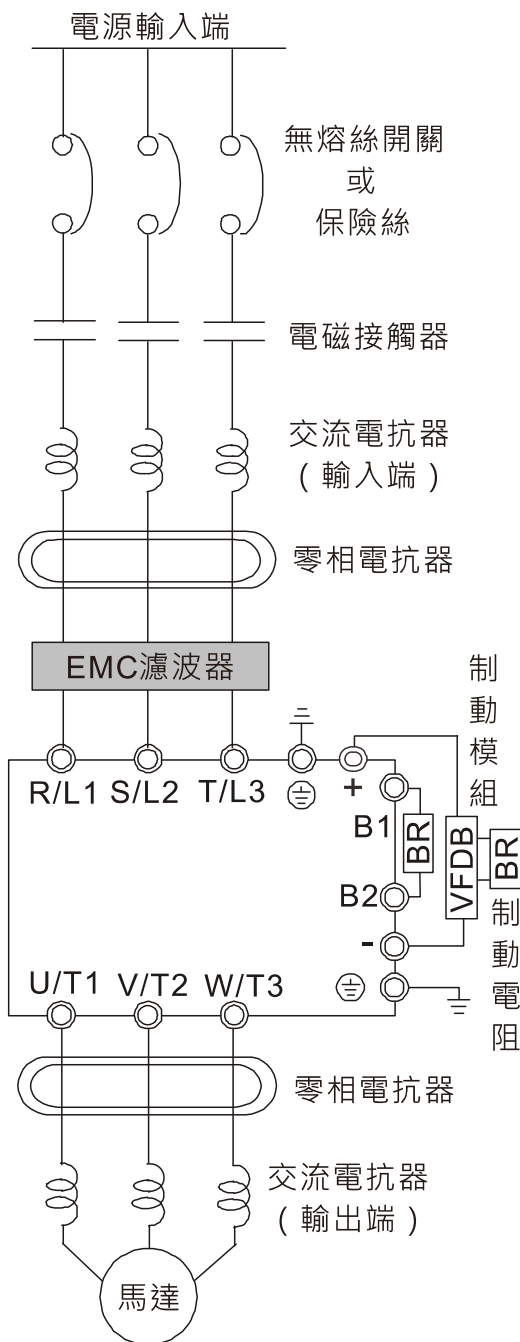 電源輸入端
無熔絲開關
或
保險絲
電磁接觸器
交流電抗器
(輸入端)
零相電抗器
EMC濾波器
制動模組
R/L1 S/L2 T/L3
+
B1
BR
VFDB
BR
B2
-
制動電阻
U/T1 V/T2 W/T3
零相電抗器
交流電抗器
(輸出端)
馬達